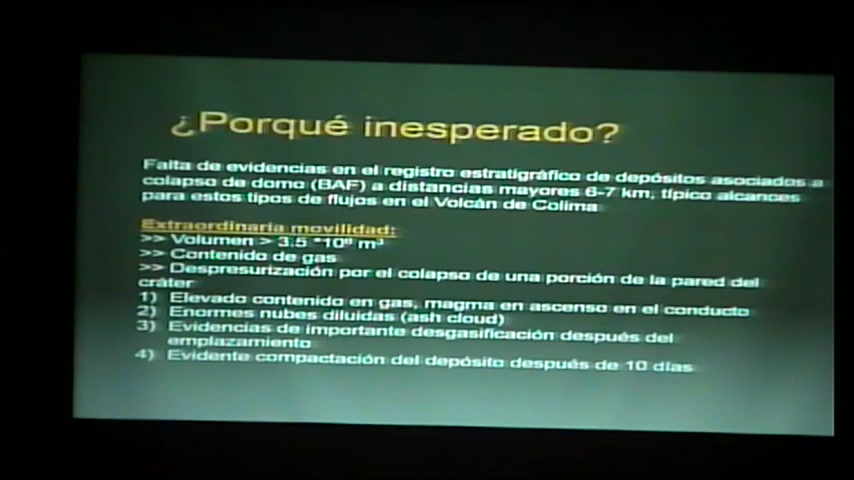 ¿Porqué inesperado?
Falta de evidencias en el registro estratigráfico de depósitos asociados a
colapso de domo (BAF) a distancias mayores 6-7 km, típico alcances
para estos tipos de flujos en el Volcán de Colima
Extraordinaria movilidad:
>> Volumen > 3.5 *10⁶ m³
>> Contenido de gas
>> Despresurización por el colapso de una porción de la pared del
cráter
1) Elevado contenido en gas, magma en ascenso en el conducto
2) Enormes nubes diluidas (ash cloud)
3) Evidencias de importante desgasificación después del
emplazamiento
4) Evidente compactación del depósito después de 10 días